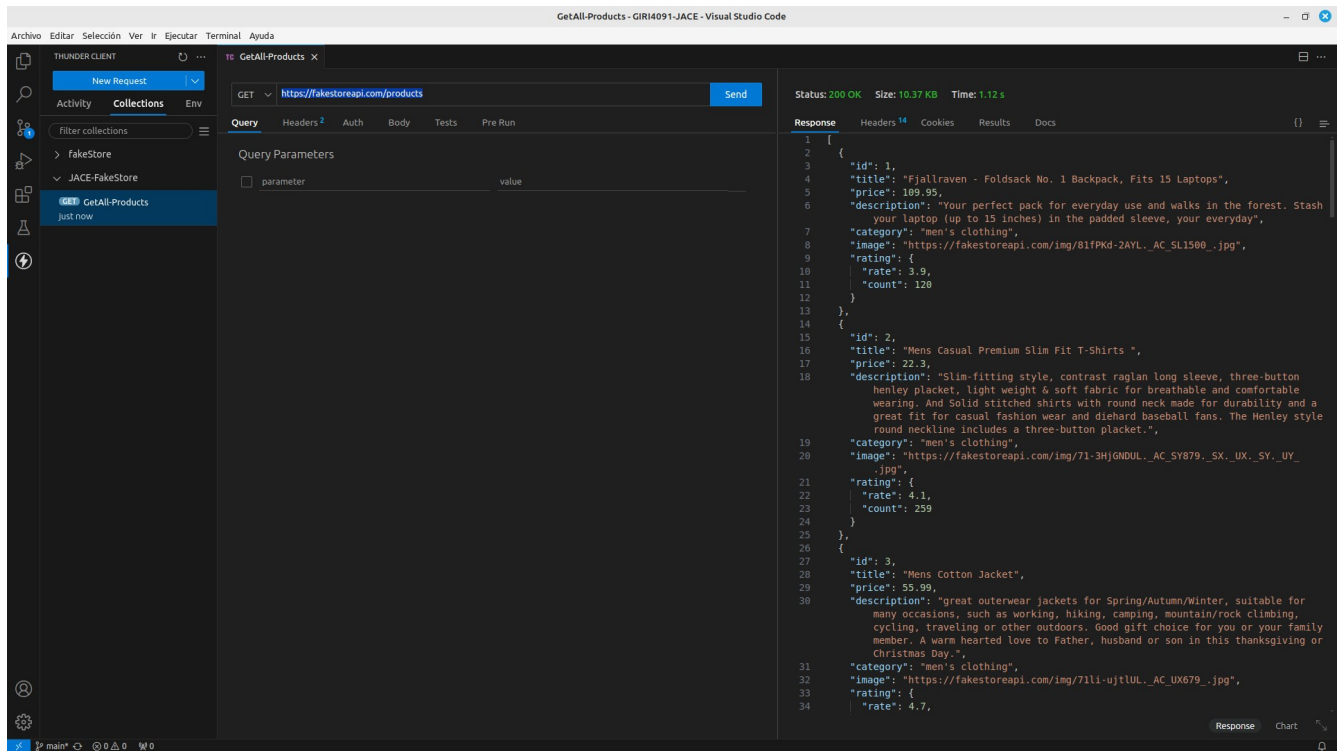 GetAll-Products - GIRI4091-JACE - Visual Studio Code
Archivo Editar Selección Ver Ir Ejecutar Terminal Ayuda
THUNDER CLIENT
New Request
Activity Collections Env
filter collections
fakeStore
JACE-FakeStore
GET GetAll-Products
just now
TC GetAll-Products
GET https://fakestoreapi.com/products Send
Query Headers 2 Auth Body Tests Pre Run
Query Parameters
parameter value
Status: 200 OK Size: 10.37 KB Time: 1.12 s
Response Headers 14 Cookies Results Docs {}
1 [
2 {
3 "id": 1,
4 "title": "Fjallraven - Foldsack No. 1 Backpack, Fits 15 Laptops",
5 "price": 109.95,
6 "description": "Your perfect pack for everyday use and walks in the forest. Stash
your laptop (up to 15 inches) in the padded sleeve, your everyday",
7 "category": "men's clothing",
8 "image": "https://fakestoreapi.com/img/81fPKd-2AYL._AC_SL1500_.jpg",
9 "rating": {
10 "rate": 3.9,
11 "count": 120
12 }
13 },
14 {
15 "id": 2,
16 "title": "Mens Casual Premium Slim Fit T-Shirts ",
17 "price": 22.3,
18 "description": "Slim-fitting style, contrast raglan long sleeve, three-button
henley placket, light weight & soft fabric for breathable and comfortable
wearing. And Solid stitched shirts with round neck made for durability and a
great fit for casual fashion wear and diehard baseball fans. The Henley style
round neckline includes a three-button placket.",
19 "category": "men's clothing",
20 "image": "https://fakestoreapi.com/img/71-3HjGNDUL._AC_SY879._SX._UX._SY._UY_
.jpg",
21 "rating": {
22 "rate": 4.1,
23 "count": 259
24 }
25 },
26 {
27 "id": 3,
28 "title": "Mens Cotton Jacket",
29 "price": 55.99,
30 "description": "great outerwear jackets for Spring/Autumn/Winter, suitable for
many occasions, such as working, hiking, camping, mountain/rock climbing,
cycling, traveling or other outdoors. Good gift choice for you or your family
member. A warm hearted love to Father, husband or son in this thanksgiving or
Christmas Day.",
31 "category": "men's clothing",
32 "image": "https://fakestoreapi.com/img/71li-ujtlUL._AC_UX679_.jpg",
33 "rating": {
34 "rate": 4.7,
Response Chart
main* 0 0 0